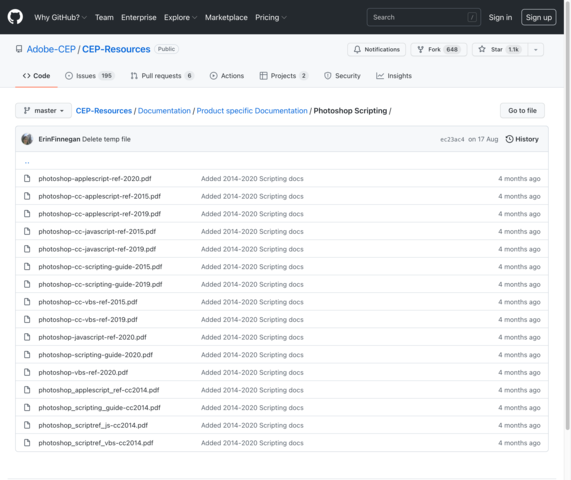 Why GitHub? Team Enterprise Explore Marketplace Pricing Search / Sign in Sign up
Adobe-CEP / CEP-Resources Public Notifications Fork 648 Star 1.1k
Code Issues 195 Pull requests 6 Actions Projects 2 Security Insights
master CEP-Resources / Documentation / Product specific Documentation / Photoshop Scripting / Go to file
ErinFinnegan Delete temp file ec23ac4 on 17 Aug History
..
photoshop-applescript-ref-2020.pdf Added 2014-2020 Scripting docs 4 months ago
photoshop-cc-applescript-ref-2015.pdf Added 2014-2020 Scripting docs 4 months ago
photoshop-cc-applescript-ref-2019.pdf Added 2014-2020 Scripting docs 4 months ago
photoshop-cc-javascript-ref-2015.pdf Added 2014-2020 Scripting docs 4 months ago
photoshop-cc-javascript-ref-2019.pdf Added 2014-2020 Scripting docs 4 months ago
photoshop-cc-scripting-guide-2015.pdf Added 2014-2020 Scripting docs 4 months ago
photoshop-cc-scripting-guide-2019.pdf Added 2014-2020 Scripting docs 4 months ago
photoshop-cc-vbs-ref-2015.pdf Added 2014-2020 Scripting docs 4 months ago
photoshop-cc-vbs-ref-2019.pdf Added 2014-2020 Scripting docs 4 months ago
photoshop-javascript-ref-2020.pdf Added 2014-2020 Scripting docs 4 months ago
photoshop-scripting-guide-2020.pdf Added 2014-2020 Scripting docs 4 months ago
photoshop-vbs-ref-2020.pdf Added 2014-2020 Scripting docs 4 months ago
photoshop_applescript_ref-cc2014.pdf Added 2014-2020 Scripting docs 4 months ago
photoshop_scripting_guide-cc2014.pdf Added 2014-2020 Scripting docs 4 months ago
photoshop_scriptref_js-cc2014.pdf Added 2014-2020 Scripting docs 4 months ago
photoshop_scriptref_vbs-cc2014.pdf Added 2014-2020 Scripting docs 4 months ago